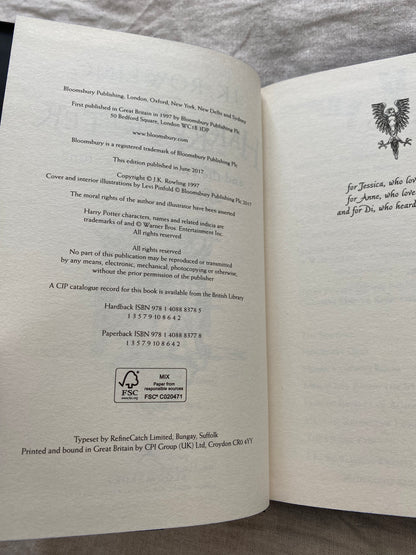 Bloomsbury Publishing, London, Oxford, New York, New Delhi and Sydney
First published in Great Britain in 1997 by Bloomsbury Publishing Plc
50 Bedford Square, London WC1B 3DP
www.bloomsbury.com
Bloomsbury is a registered trademark of Bloomsbury Publishing Plc
This edition published in June 2017
Copyright © J.K. Rowling 1997
Cover and interior illustrations by Levi Pinfold © Bloomsbury Publishing Plc 2017
The moral rights of the author and illustrator have been asserted
Harry Potter characters, names and related indicia are
trademarks of and © Warner Bros. Entertainment Inc.
All rights reserved
All rights reserved
No part of this publication may be reproduced or transmitted
by any means, electronic, mechanical, photocopying or otherwise,
without the prior permission of the publisher
A CIP catalogue record for this book is available from the British Library
Hardback ISBN 978 1 4088 8378 5
1 3 5 7 9 10 8 6 4 2
Paperback ISBN 978 1 4088 8377 8
1 3 5 7 9 10 8 6 4 2
FSC
www.fsc.org
MIX
Paper from
responsible sources
FSC® C020471
Typeset by RefineCatch Limited, Bungay, Suffolk
Printed and bound in Great Britain by CPI Group (UK) Ltd, Croydon CR0 4YY
for Jessica, who lov
for Anne, who love
and for Di, who heard